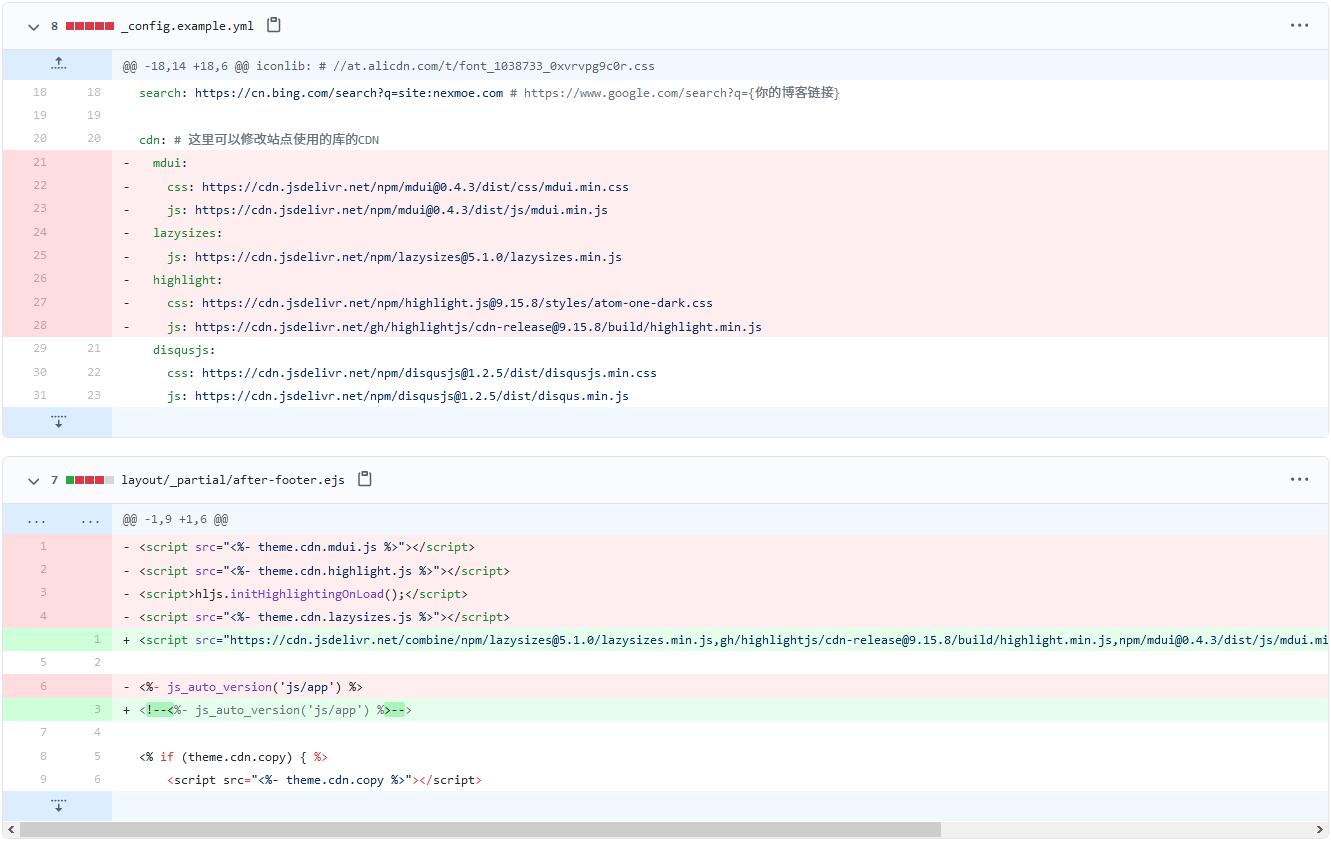 8 _config.example.yml
@@ -18,14 +18,6 @@ iconlib: # //at.alicdn.com/t/font_1038733_0xvrvpg9c0r.css
18 18 search: https://cn.bing.com/search?q=site:nexmoe.com # https://www.google.com/search?q={你的博客链接}
19 19
20 20 cdn: # 这里可以修改站点使用的库的CDN
21 - mdui:
22 - css: https://cdn.jsdelivr.net/npm/mdui@0.4.3/dist/css/mdui.min.css
23 - js: https://cdn.jsdelivr.net/npm/mdui@0.4.3/dist/js/mdui.min.js
24 - lazysizes:
25 - js: https://cdn.jsdelivr.net/npm/lazysizes@5.1.0/lazysizes.min.js
26 - highlight:
27 - css: https://cdn.jsdelivr.net/npm/highlight.js@9.15.8/styles/atom-one-dark.css
28 - js: https://cdn.jsdelivr.net/gh/highlightjs/cdn-release@9.15.8/build/highlight.min.js
29 21 disqusjs:
30 22 css: https://cdn.jsdelivr.net/npm/disqusjs@1.2.5/dist/disqusjs.min.css
31 23 js: https://cdn.jsdelivr.net/npm/disqusjs@1.2.5/dist/disqus.min.js
7 layout/_partial/after-footer.ejs
... ... @@ -1,9 +1,6 @@
1 - <script src="<%- theme.cdn.mdui.js %>"></script>
2 - <script src="<%- theme.cdn.highlight.js %>"></script>
3 - <script>hljs.initHighlightingOnLoad();</script>
4 - <script src="<%- theme.cdn.lazysizes.js %>"></script>
1 + <script src="https://cdn.jsdelivr.net/combine/npm/lazysizes@5.1.0/lazysizes.min.js,gh/highlightjs/cdn-release@9.15.8/build/highlight.min.js,npm/mdui@0.4.3/dist/js/mdui.mi
5 2
6 - <%- js_auto_version('js/app') %>
3 + <!--<%- js_auto_version('js/app') %>-->
7 4
8 5 <% if (theme.cdn.copy) { %>
9 6 <script src="<%- theme.cdn.copy %>"></script>